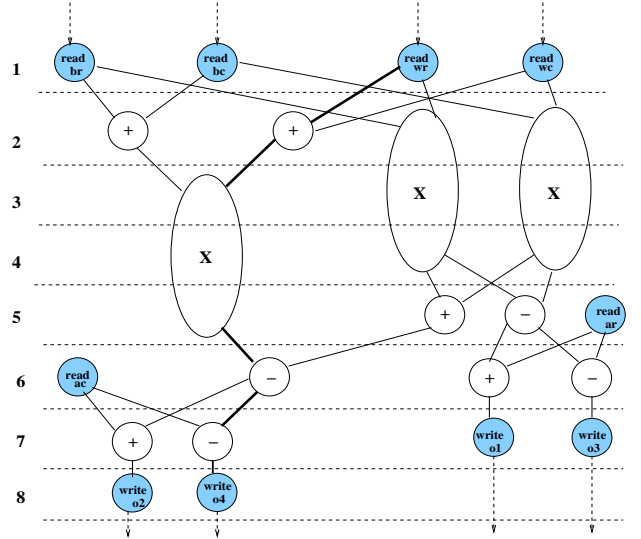 1
read
br
read
bc
read
wr
read
wc
2
+
+
3
X
X
X
4
5
+
−
read
ar
6
read
ac
−
+
−
7
+
−
write
o1
write
o3
8
write
o2
write
o4